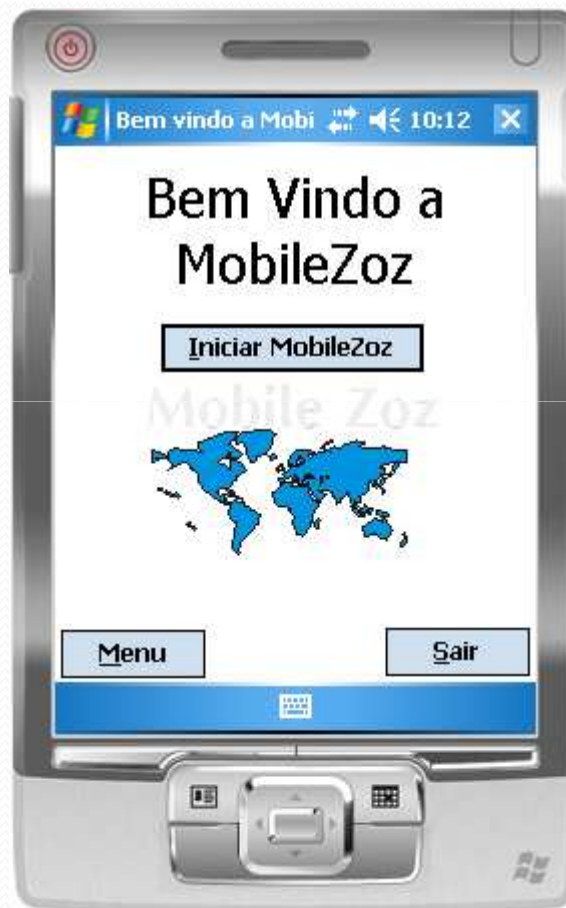 Bem vindo a Mobi 10:12
Bem Vindo a
MobileZoz
Iniciar MobileZoz
Mobile Zoz
Menu
Sair